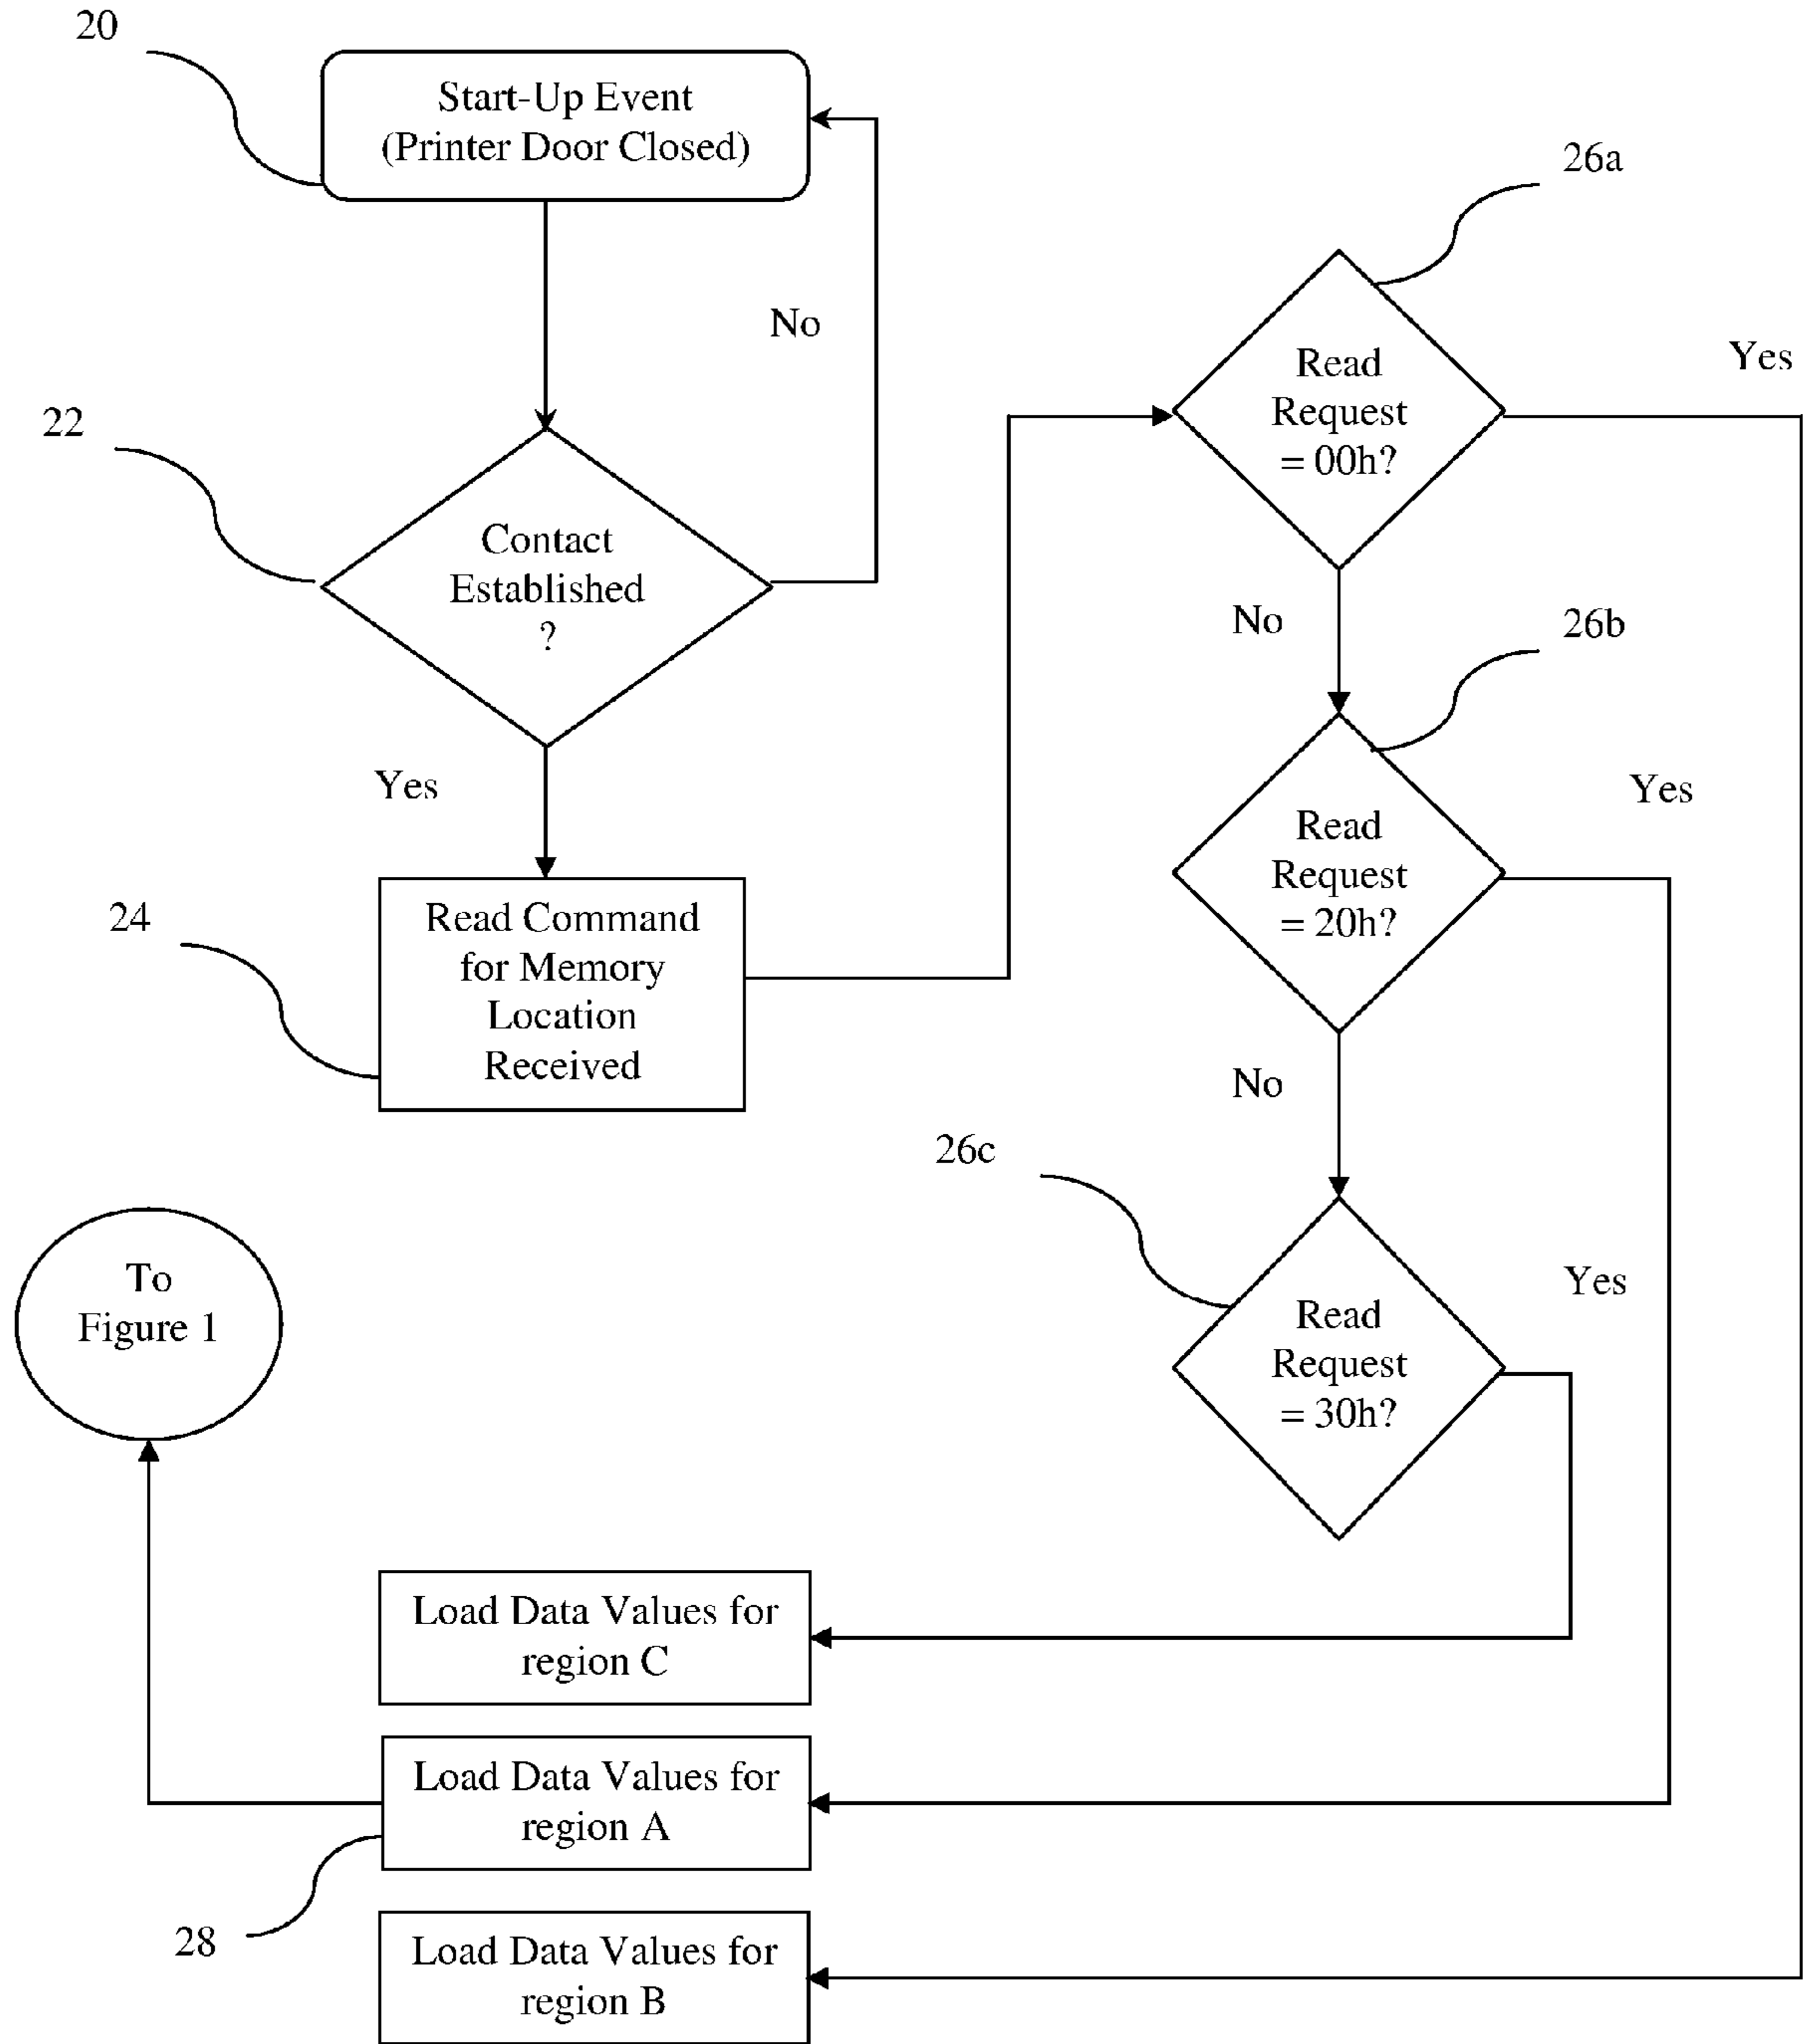 20
Start-Up Event
(Printer Door Closed)
No
22
Contact
Established
?
Yes
24
Read Command
for Memory
Location
Received
26a
Read
Request
= 00h?
Yes
No
26b
Read
Request
= 20h?
Yes
No
26c
Read
Request
= 30h?
Yes
To
Figure 1
Load Data Values for
region C
Load Data Values for
region A
28
Load Data Values for
region B